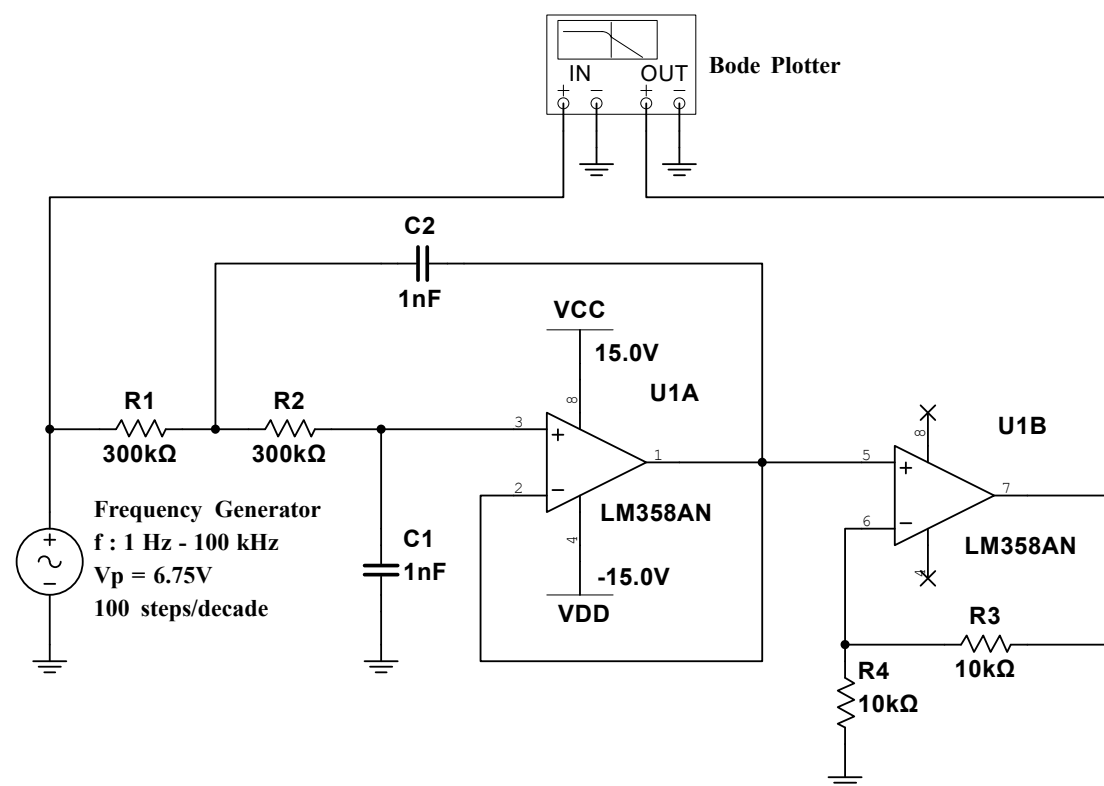 IN OUT
Bode Plotter
+ − + −
C2
1nF
VCC
15.0V
U1A
R1
300kΩ
R2
300kΩ
8
3
+
1
2
−
4
LM358AN
-15.0V
VDD
U1B
8
5
+
7
6
−
4
LM358AN
Frequency Generator
f : 1 Hz - 100 kHz
Vp = 6.75V
100 steps/decade
+
−
C1
1nF
R3
10kΩ
R4
10kΩ